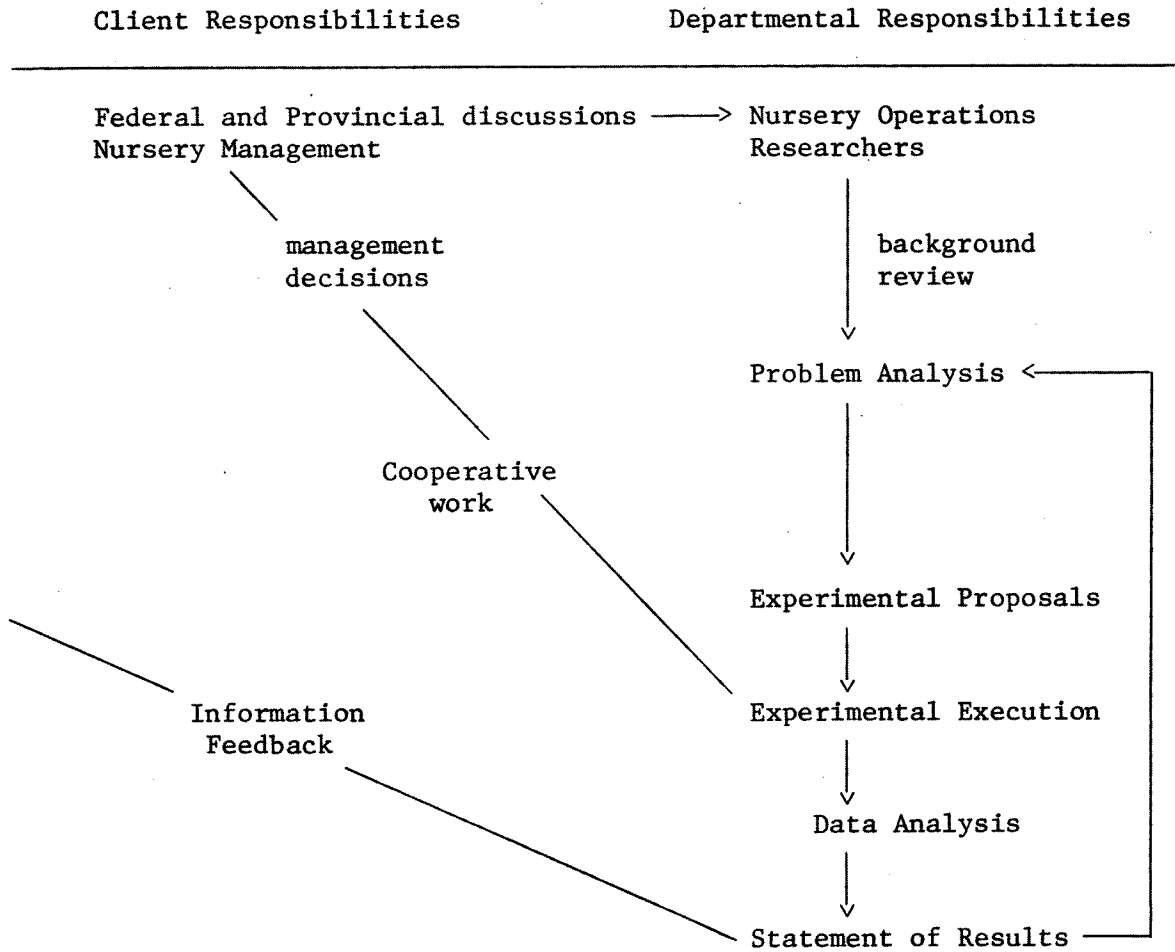 Client Responsibilities
Departmental Responsibilities
Federal and Provincial discussions
Nursery Management
Nursery Operations
Researchers
management
decisions
background
review
Problem Analysis
Cooperative
work
Experimental Proposals
Information
Feedback
Experimental Execution
Data Analysis
Statement of Results